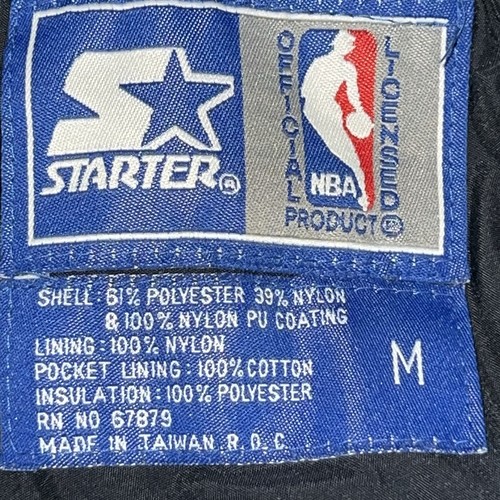 STARTER®
OFFICIAL
LICENSED
NBA
PRODUCT
SHELL: 61% POLYESTER 39% NYLON
& 100% NYLON PU COATING
LINING: 100% NYLON
POCKET LINING: 100% COTTON
INSULATION: 100% POLYESTER
RN NO 67879
MADE IN TAIWAN R.O.C.
M